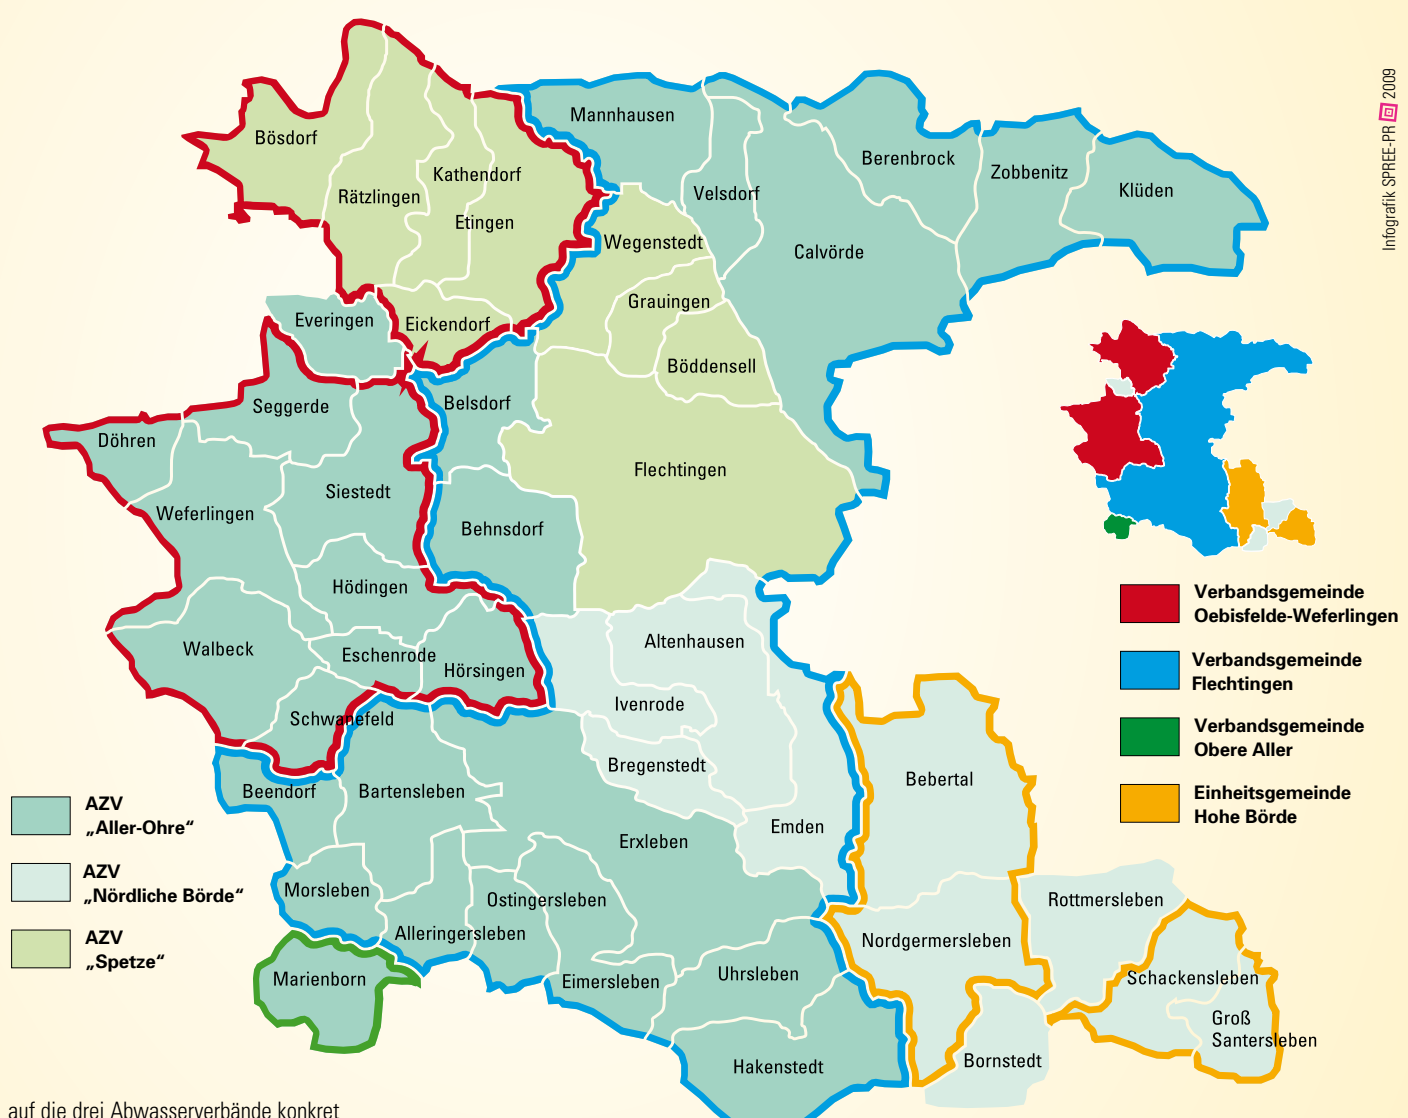 Infografik SPREE-PR 2009
Mannhausen
Bösdorf
Berenbrock
Kathendorf
Zobbenitz
Klüden
Rätzlingen
Velsdorf
Etingen
Wegenstedt
Calvörde
Grauingen
Everingen
Eickendorf
Böddensell
Belsdorf
Seggerde
Döhren
Flechtingen
Siestedt
Weferlingen
Behnsdorf
Hödingen
Verbandsgemeinde
Oebisfelde-Weferlingen
Altenhausen
Walbeck
Eschenrode
Hörsingen
Verbandsgemeinde
Flechtingen
Ivenrode
Schwanefeld
Verbandsgemeinde
Obere Aller
Bregenstedt
Bebertal
Beendorf
Bartensleben
Einheitsgemeinde
Hohe Börde
AZV
„Aller-Ohre“
Emden
Erxleben
AZV
„Nördliche Börde“
Morsleben
Ostingersleben
Rottmersleben
Alleringersleben
Nordgermersleben
AZV
„Spetze“
Marienborn
Eimersleben
Uhrsleben
Schackensleben
Groß
Santersleben
Hakenstedt
Bornstedt
auf die drei Abwasserverbände konkret